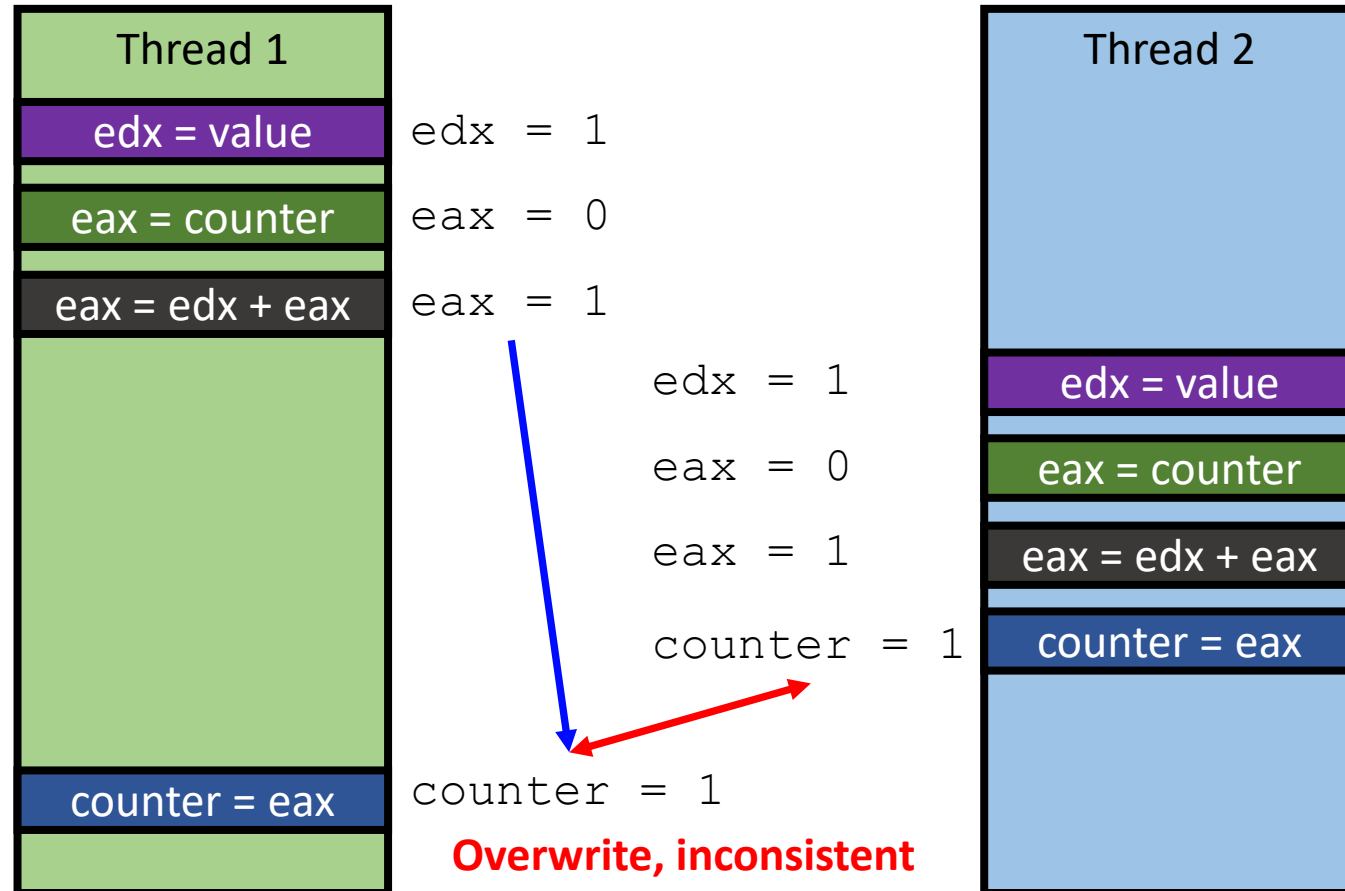 Thread 1
edx = value
edx = 1
eax = counter
eax = 0
eax = edx + eax
eax = 1
Thread 2
edx = 1
edx = value
eax = 0
eax = counter
eax = 1
eax = edx + eax
counter = 1
counter = eax
counter = eax
counter = 1
Overwrite, inconsistent